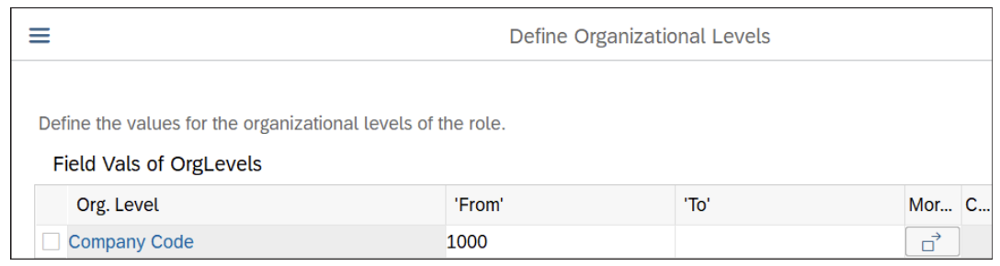 Define Organizational Levels
Define the values for the organizational levels of the role.
Field Vals of OrgLevels
Org. Level 'From' 'To' Mor... C...
Company Code 1000